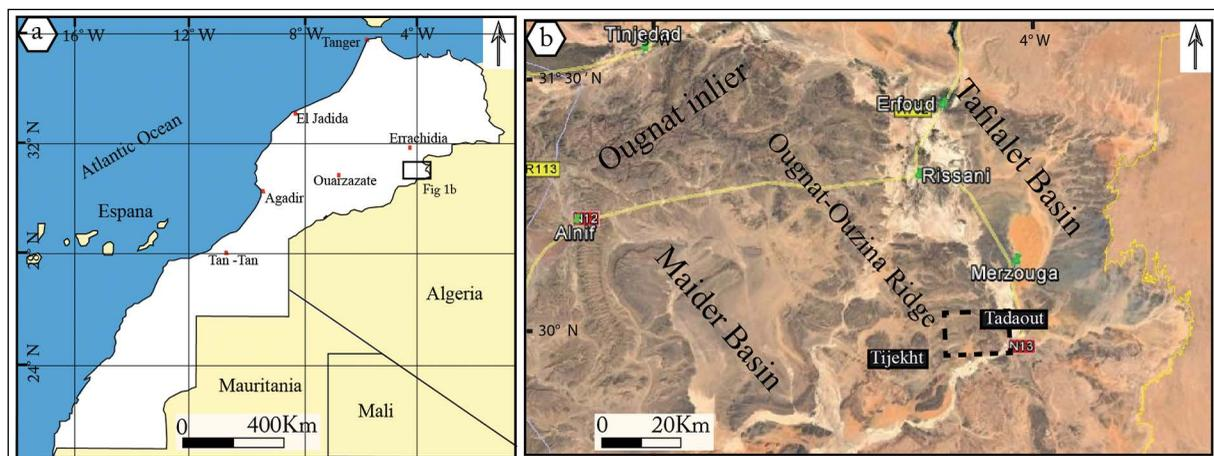 a
16° W
12° W
8° W
4° W
Tanger
El Jadida
32° N
Errachidia
Atlantic Ocean
Ouarzazate
Fig 1b
Espana
Agadir
28° N
Tan -Tan
Algeria
24° N
Mauritania
Mali
0
400Km
b
Tinjedad
4° W
31°30′N
Ougnat inlier
Erfoud
Tafilalet Basin
R113
Ougnat-Ouzina Ridge
Rissani
N12
Alnif
Maider Basin
Merzouga
30° N
Tadaout
N13
Tijekht
0
20Km